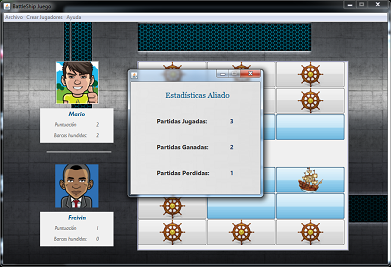 BattleShip Juego
Archivo Crear Jugadores Ayuda
Mario
Puntuación 2
Barcos hundidos: 2
Freivin
Puntuación 1
Barcos hundidos: 0
Estadísticas Aliado
Partidas Jugadas: 3
Partidas Ganadas: 2
Partidas Perdidas: 1